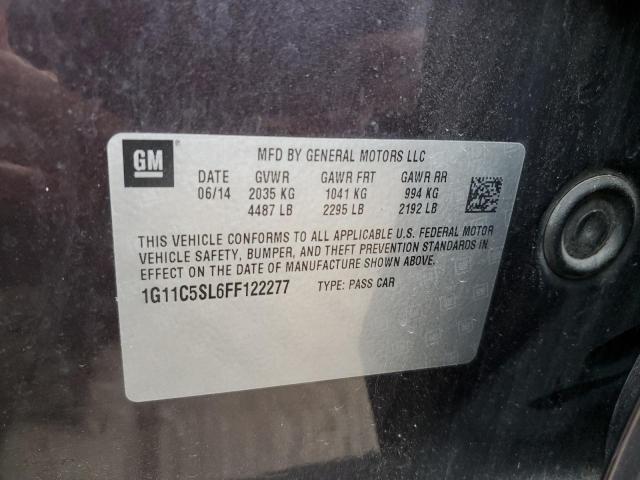 GM
MFD BY GENERAL MOTORS LLC
DATE GVWR GAWR FRT GAWR RR
06/14 2035 KG 1041 KG 994 KG
4487 LB 2295 LB 2192 LB
THIS VEHICLE CONFORMS TO ALL APPLICABLE U.S. FEDERAL MOTOR
VEHICLE SAFETY, BUMPER, AND THEFT PREVENTION STANDARDS IN
EFFECT ON THE DATE OF MANUFACTURE SHOWN ABOVE.
1G11C5SL6FF122277 TYPE: PASS CAR